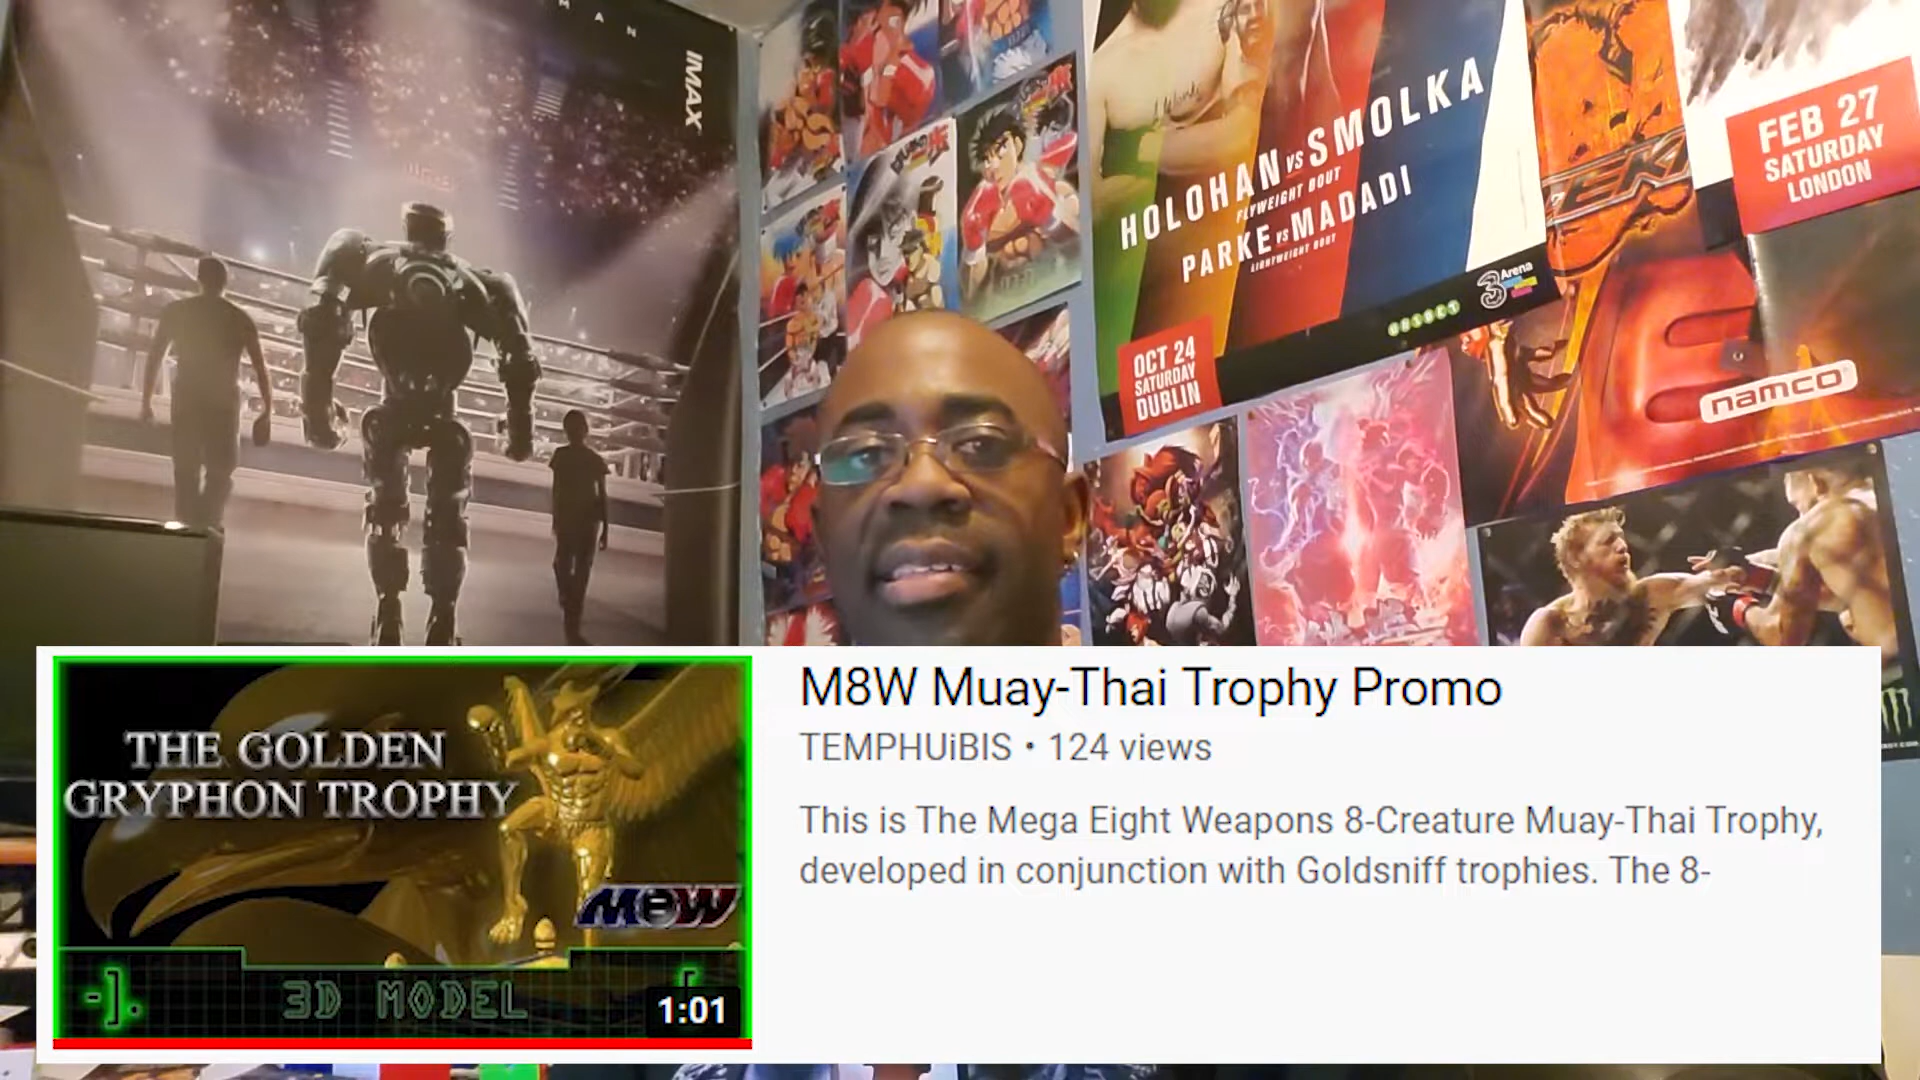 M A N
IMAX
HOLOHAN vs SMOLKA
FLYWEIGHT BOUT
PARKE vs MADADI
LIGHTWEIGHT BOUT
3Arena
UNIBET
OCT 24
SATURDAY
DUBLIN
FEB 27
SATURDAY
LONDON
namco
THE GOLDEN
GRYPHON TROPHY
M8W
-]. 3D MODEL [
1:01
M8W Muay-Thai Trophy Promo
TEMPHUiBIS • 124 views
This is The Mega Eight Weapons 8-Creature Muay-Thai Trophy,
developed in conjunction with Goldsniff trophies. The 8-